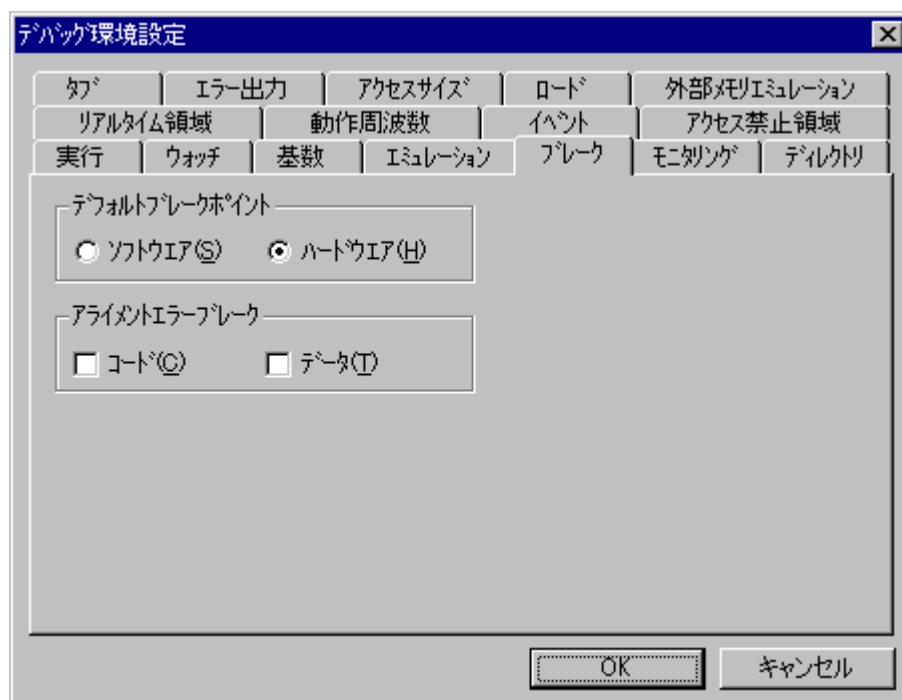 ﾃﾞﾊﾞｯｸﾞ環境設定
ﾀﾌﾞ エラー出力 ｱｸｾｽｻｲｽﾞ ﾛｰﾄﾞ 外部ﾒﾓﾘｴﾐｭﾚｰｼｮﾝ
ﾘｱﾙﾀｲﾑ領域 動作周波数 ｲﾍﾞﾝﾄ ｱｸｾｽ禁止領域
実行 ｳｫｯﾁ 基数 ｴﾐｭﾚｰｼｮﾝ ﾌﾞﾚｰｸ ﾓﾆﾀﾘﾝｸﾞ ﾃﾞｨﾚｸﾄﾘ
ﾃﾞﾌｫﾙﾄﾌﾞﾚｰｸﾎﾟｲﾝﾄ
ｿﾌﾄｳｴｱ(S) ﾊｰﾄﾞｳｴｱ(H)
ｱﾗｲﾒﾝﾄｴﾗｰﾌﾞﾚｰｸ
ｺｰﾄﾞ(C) ﾃﾞｰﾀ(T)
OK キャンセル